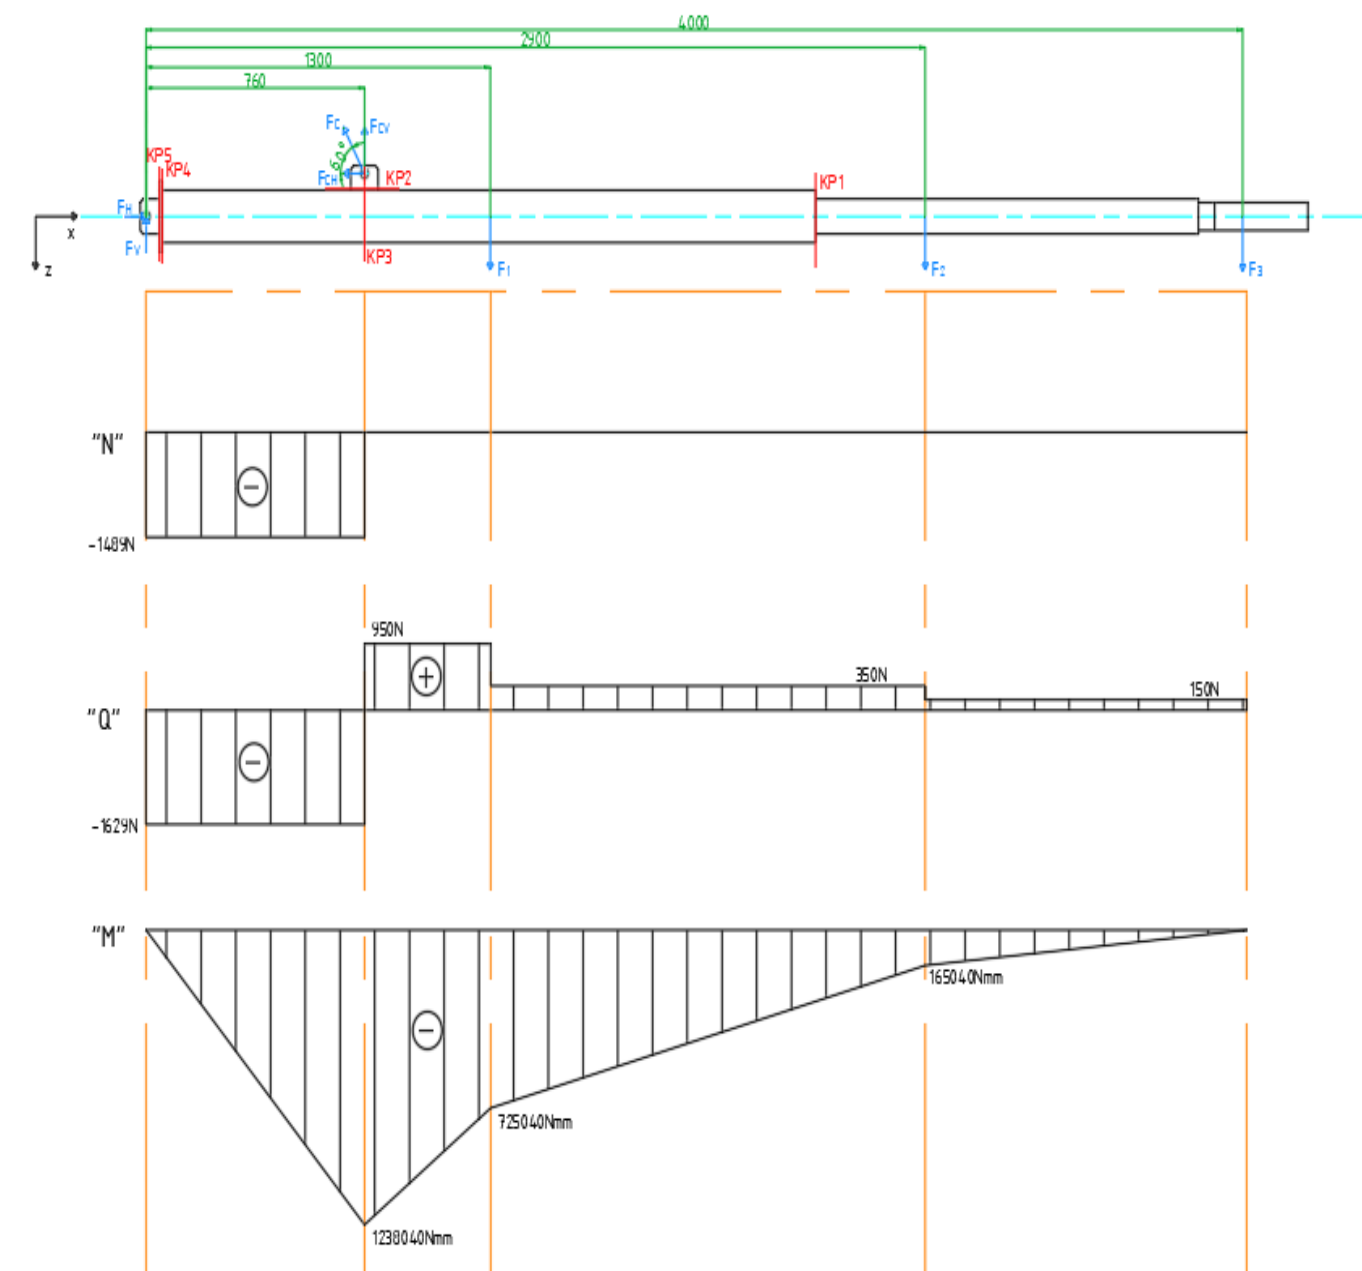 4000
2900
1300
760
Fc
Fcv
60°
KP5
KP4
FcH
KP2
KP1
FH
x
Fv
KP3
F1
F2
F3
z
"N"
-1489N
950N
350N
150N
"Q"
-1629N
"M"
165040Nmm
725040Nmm
1238040Nmm